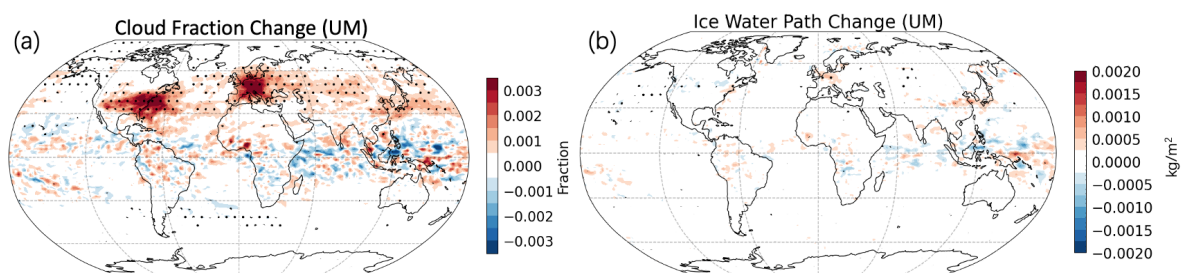 (a)
Cloud Fraction Change (UM)
0.003
0.002
0.001
0.000
−0.001
−0.002
−0.003
Fraction
(b)
Ice Water Path Change (UM)
0.0020
0.0015
0.0010
0.0005
0.0000
−0.0005
−0.0010
−0.0015
−0.0020
kg/m²